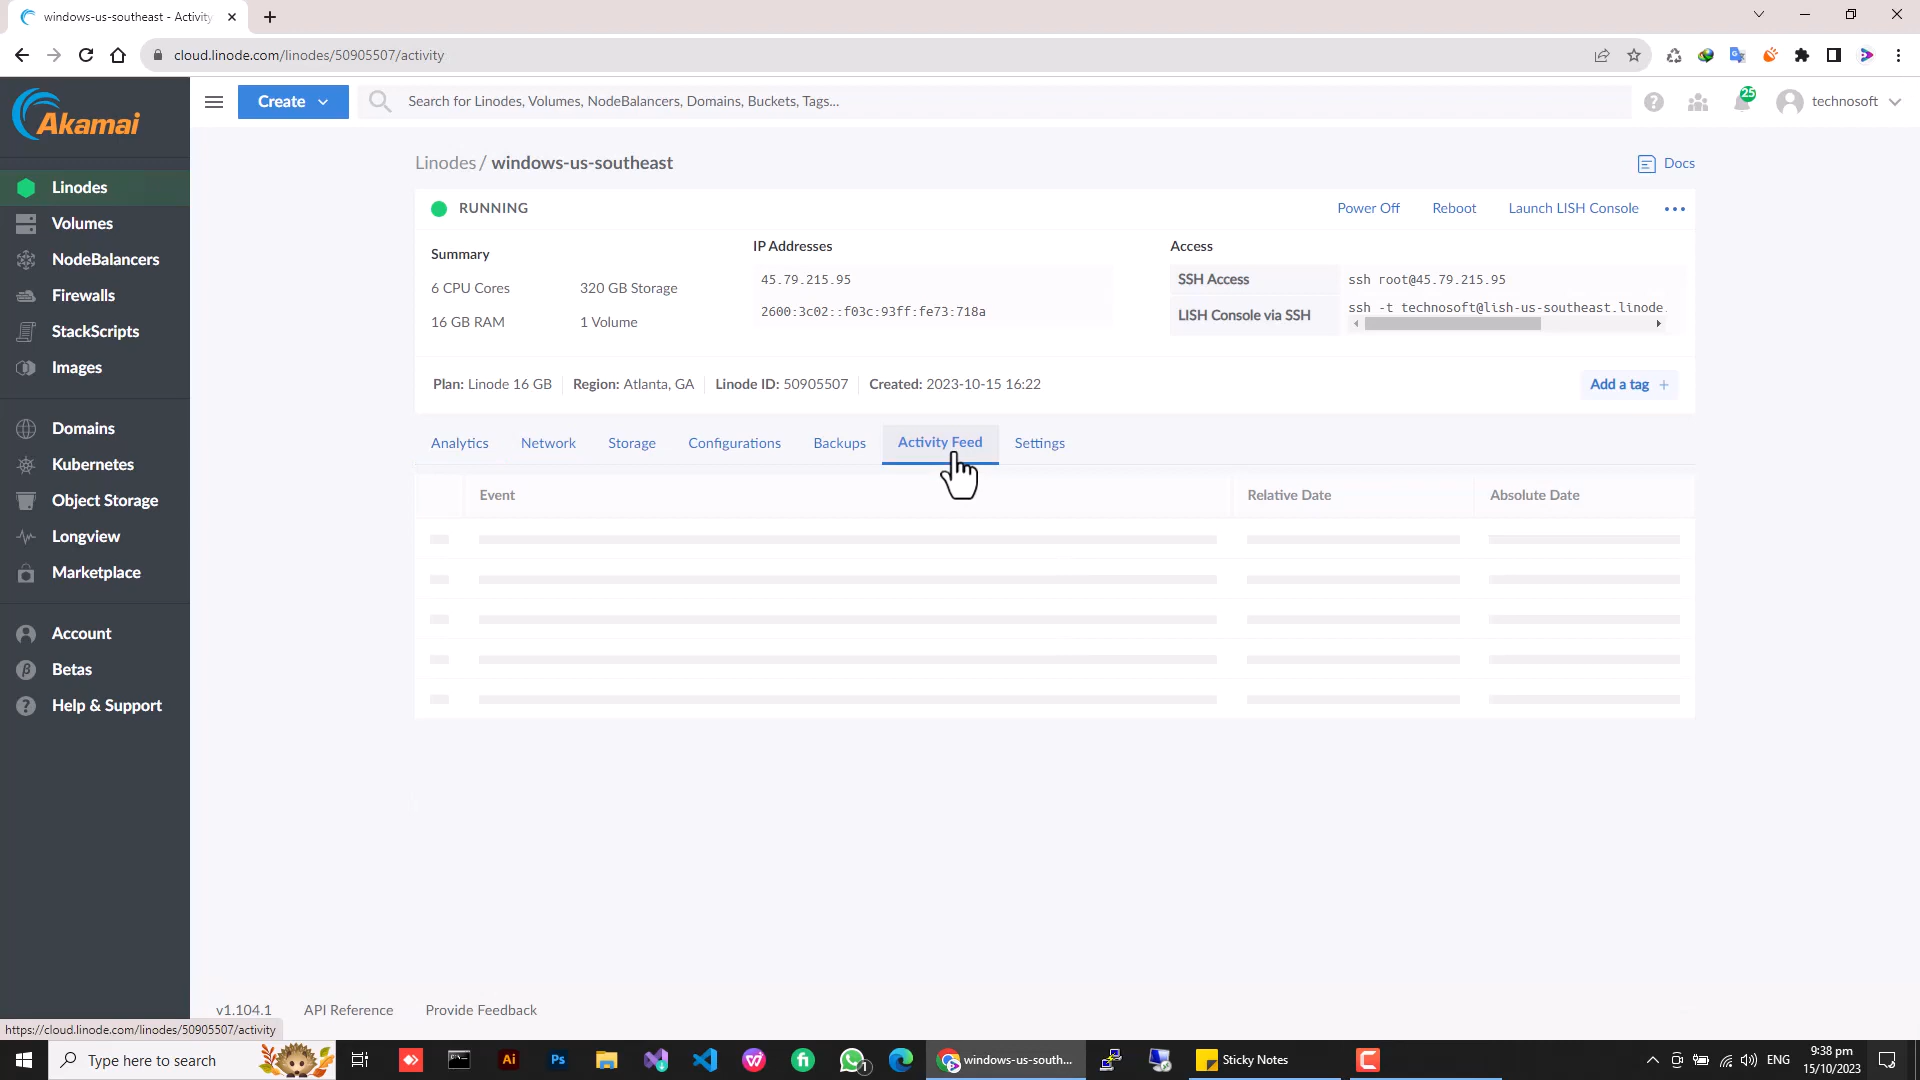 windows-us-southeast - Activity
cloud.linode.com/linodes/50905507/activity
Akamai
Create
Search for Linodes, Volumes, NodeBalancers, Domains, Buckets, Tags...
25
technosoft
Linodes
Volumes
NodeBalancers
Firewalls
StackScripts
Images
Domains
Kubernetes
Object Storage
Longview
Marketplace
Account
Betas
Help & Support
Linodes / windows-us-southeast
Docs
RUNNING
Power Off
Reboot
Launch LISH Console
Summary
6 CPU Cores
320 GB Storage
16 GB RAM
1 Volume
IP Addresses
45.79.215.95
2600:3c02::f03c:93ff:fe73:718a
Access
SSH Access
ssh root@45.79.215.95
LISH Console via SSH
ssh -t technosoft@lish-us-southeast.linode.
Plan: Linode 16 GB
Region: Atlanta, GA
Linode ID: 50905507
Created: 2023-10-15 16:22
Add a tag +
Analytics
Network
Storage
Configurations
Backups
Activity Feed
Settings
Event
Relative Date
Absolute Date
v1.104.1
API Reference
Provide Feedback
https://cloud.linode.com/linodes/50905507/activity
Type here to search
Ai
Ps
1
windows-us-south...
Sticky Notes
ENG
9:38 pm
15/10/2023